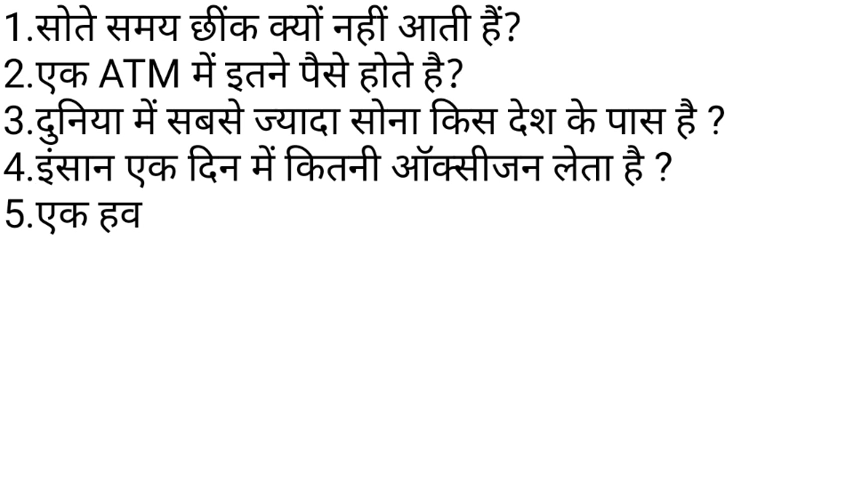 1.सोते समय छींक क्यों नहीं आती हैं?
2.एक ATM में इतने पैसे होते है?
3.दुनिया में सबसे ज्यादा सोना किस देश के पास है ?
4.इंसान एक दिन में कितनी ऑक्सीजन लेता है ?
5.एक हव